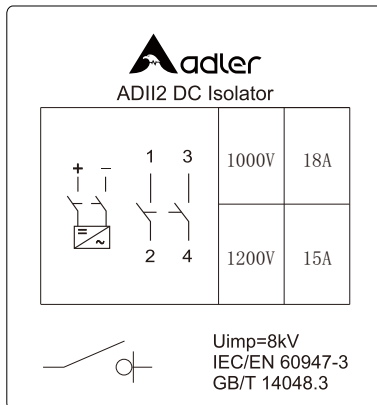 adler
ADII2 DC Isolator
+ −
1 3
1000V 18A
= ~
2 4
1200V 15A
Uimp=8kV
IEC/EN 60947-3
GB/T 14048.3